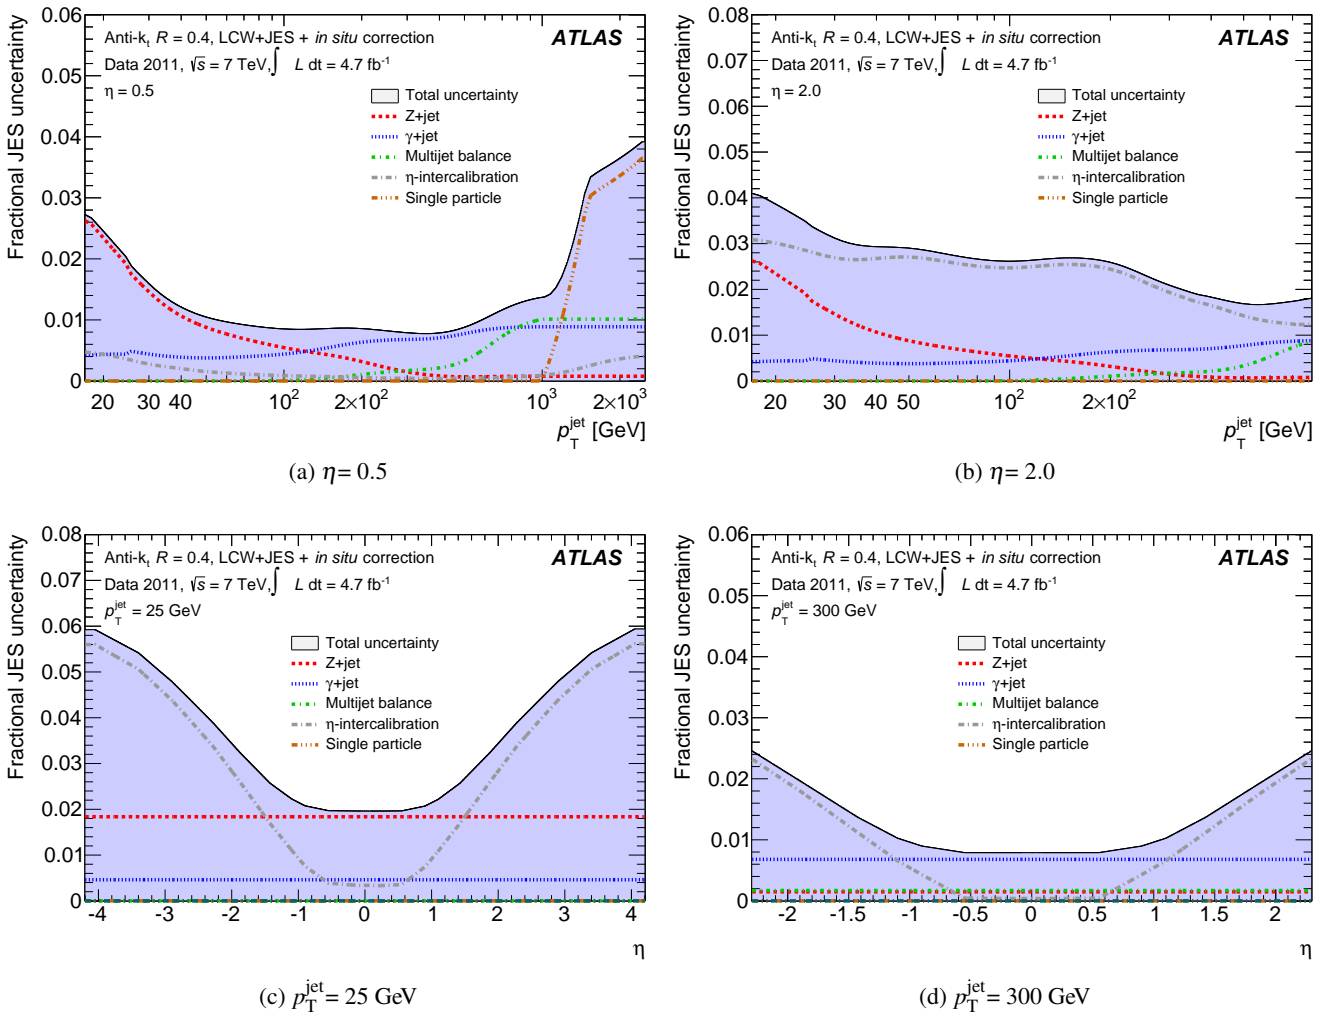 Fractional JES uncertainty
0.06
0.05
0.04
0.03
0.02
0.01
0
Anti-kt R = 0.4, LCW+JES + in situ correction
ATLAS
Data 2011, √s = 7 TeV, ∫ L dt = 4.7 fb⁻¹
η = 0.5
Total uncertainty
Z+jet
γ+jet
Multijet balance
η-intercalibration
Single particle
20 30 40 10² 2×10² 10³ 2×10³
pTjet [GeV]
(a) η = 0.5
Fractional JES uncertainty
0.08
0.07
0.06
0.05
0.04
0.03
0.02
0.01
0
Anti-kt R = 0.4, LCW+JES + in situ correction
ATLAS
Data 2011, √s = 7 TeV, ∫ L dt = 4.7 fb⁻¹
η = 2.0
Total uncertainty
Z+jet
γ+jet
Multijet balance
η-intercalibration
Single particle
20 30 40 50 10² 2×10²
pTjet [GeV]
(b) η = 2.0
Fractional JES uncertainty
0.08
0.07
0.06
0.05
0.04
0.03
0.02
0.01
0
Anti-kt R = 0.4, LCW+JES + in situ correction
ATLAS
Data 2011, √s = 7 TeV, ∫ L dt = 4.7 fb⁻¹
pTjet = 25 GeV
Total uncertainty
Z+jet
γ+jet
Multijet balance
η-intercalibration
Single particle
-4 -3 -2 -1 0 1 2 3 4
η
(c) pTjet = 25 GeV
Fractional JES uncertainty
0.06
0.05
0.04
0.03
0.02
0.01
0
Anti-kt R = 0.4, LCW+JES + in situ correction
ATLAS
Data 2011, √s = 7 TeV, ∫ L dt = 4.7 fb⁻¹
pTjet = 300 GeV
Total uncertainty
Z+jet
γ+jet
Multijet balance
η-intercalibration
Single particle
-2 -1.5 -1 -0.5 0 0.5 1 1.5 2
η
(d) pTjet = 300 GeV